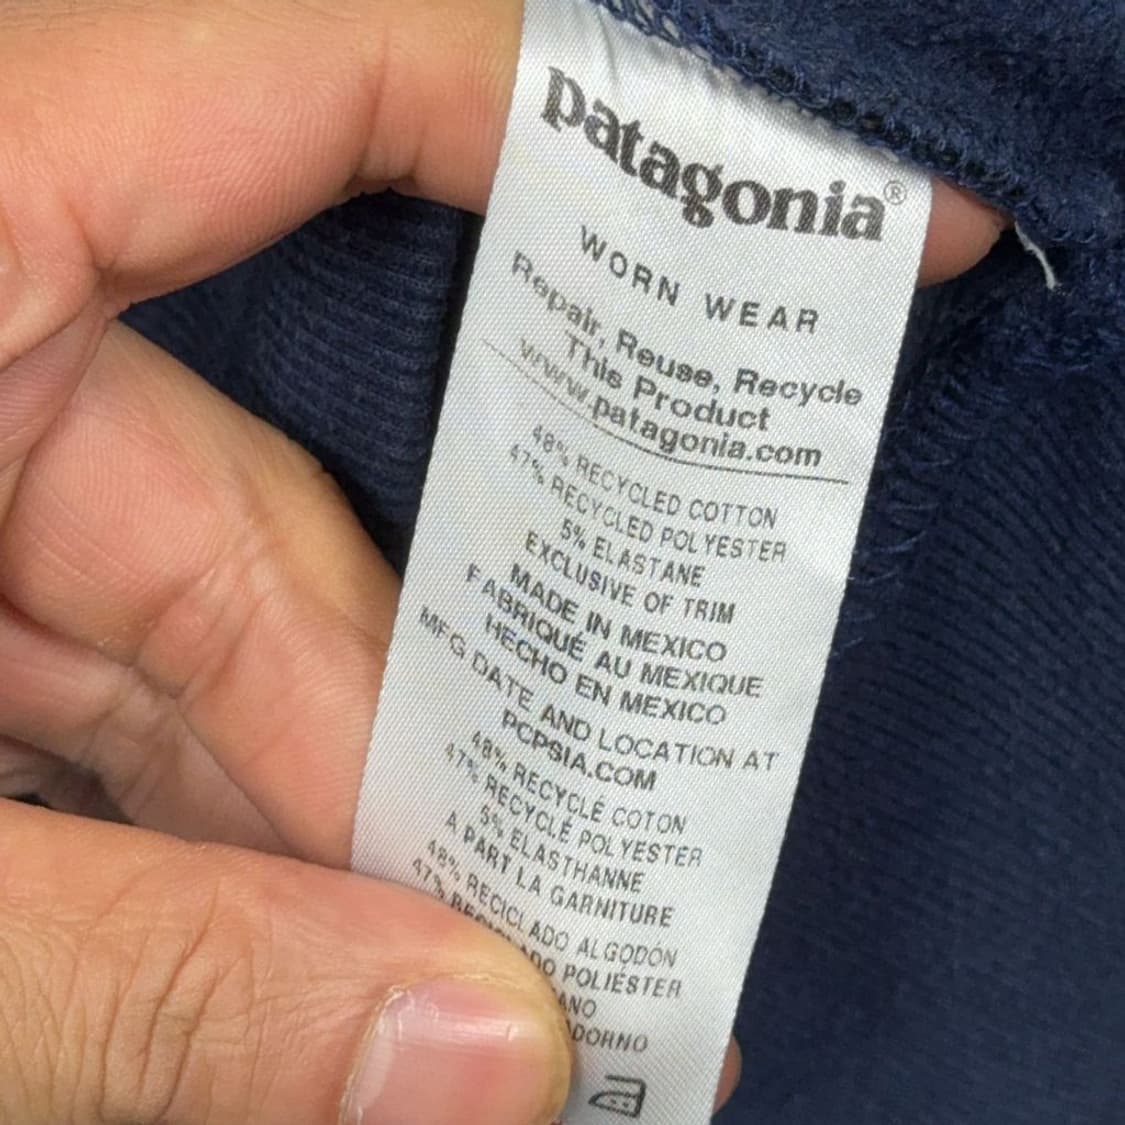 patagonia®
WORN WEAR
Repair, Reuse, Recycle
This Product
www.patagonia.com
48% RECYCLED COTTON
47% RECYCLED POLYESTER
5% ELASTANE
EXCLUSIVE OF TRIM
MADE IN MEXICO
FABRIQUÉ AU MEXIQUE
HECHO EN MEXICO
MFG DATE AND LOCATION AT
PCPSIA.COM
48% RECYCLÉ COTON
47% RECYCLÉ POLYESTER
5% ELASTHANNE
A PART LA GARNITURE
48% RECICLADO ALGODÓN
47% POLIÉSTER